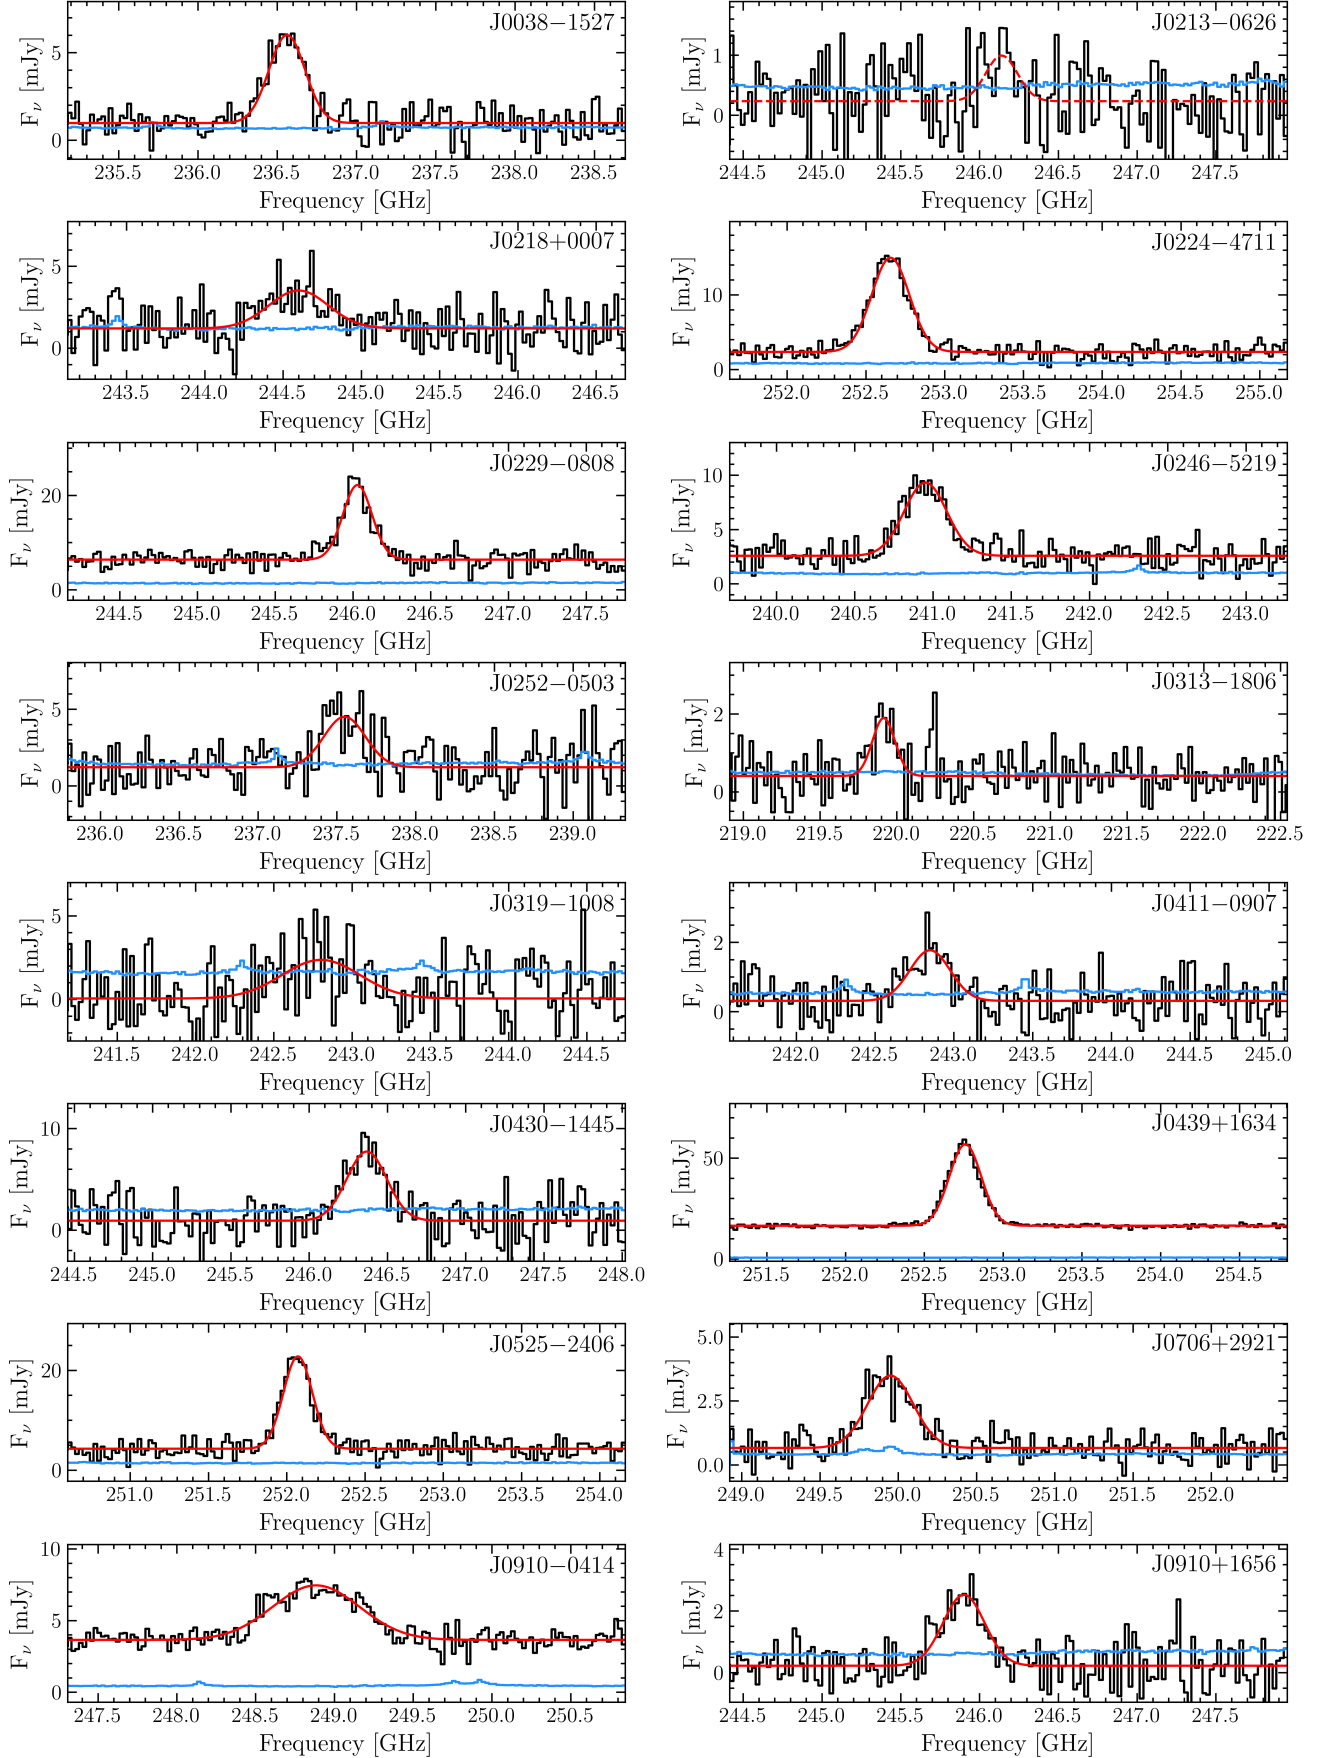 J0038−1527
F_ν [mJy]
5
0
235.5 236.0 236.5 237.0 237.5 238.0 238.5
Frequency [GHz]
J0213−0626
F_ν [mJy]
1
0
244.5 245.0 245.5 246.0 246.5 247.0 247.5
Frequency [GHz]
J0218+0007
F_ν [mJy]
5
0
243.5 244.0 244.5 245.0 245.5 246.0 246.5
Frequency [GHz]
J0224−4711
F_ν [mJy]
10
0
252.0 252.5 253.0 253.5 254.0 254.5 255.0
Frequency [GHz]
J0229−0808
F_ν [mJy]
20
0
244.5 245.0 245.5 246.0 246.5 247.0 247.5
Frequency [GHz]
J0246−5219
F_ν [mJy]
10
5
0
240.0 240.5 241.0 241.5 242.0 242.5 243.0
Frequency [GHz]
J0252−0503
F_ν [mJy]
5
0
236.0 236.5 237.0 237.5 238.0 238.5 239.0
Frequency [GHz]
J0313−1806
F_ν [mJy]
2
0
219.0 219.5 220.0 220.5 221.0 221.5 222.0 222.5
Frequency [GHz]
J0319−1008
F_ν [mJy]
5
0
241.5 242.0 242.5 243.0 243.5 244.0 244.5
Frequency [GHz]
J0411−0907
F_ν [mJy]
2
0
242.0 242.5 243.0 243.5 244.0 244.5 245.0
Frequency [GHz]
J0430−1445
F_ν [mJy]
10
0
244.5 245.0 245.5 246.0 246.5 247.0 247.5 248.0
Frequency [GHz]
J0439+1634
F_ν [mJy]
50
0
251.5 252.0 252.5 253.0 253.5 254.0 254.5
Frequency [GHz]
J0525−2406
F_ν [mJy]
20
0
251.0 251.5 252.0 252.5 253.0 253.5 254.0
Frequency [GHz]
J0706+2921
F_ν [mJy]
5.0
2.5
0.0
249.0 249.5 250.0 250.5 251.0 251.5 252.0
Frequency [GHz]
J0910−0414
F_ν [mJy]
10
5
0
247.5 248.0 248.5 249.0 249.5 250.0 250.5
Frequency [GHz]
J0910+1656
F_ν [mJy]
4
2
0
244.5 245.0 245.5 246.0 246.5 247.0 247.5
Frequency [GHz]